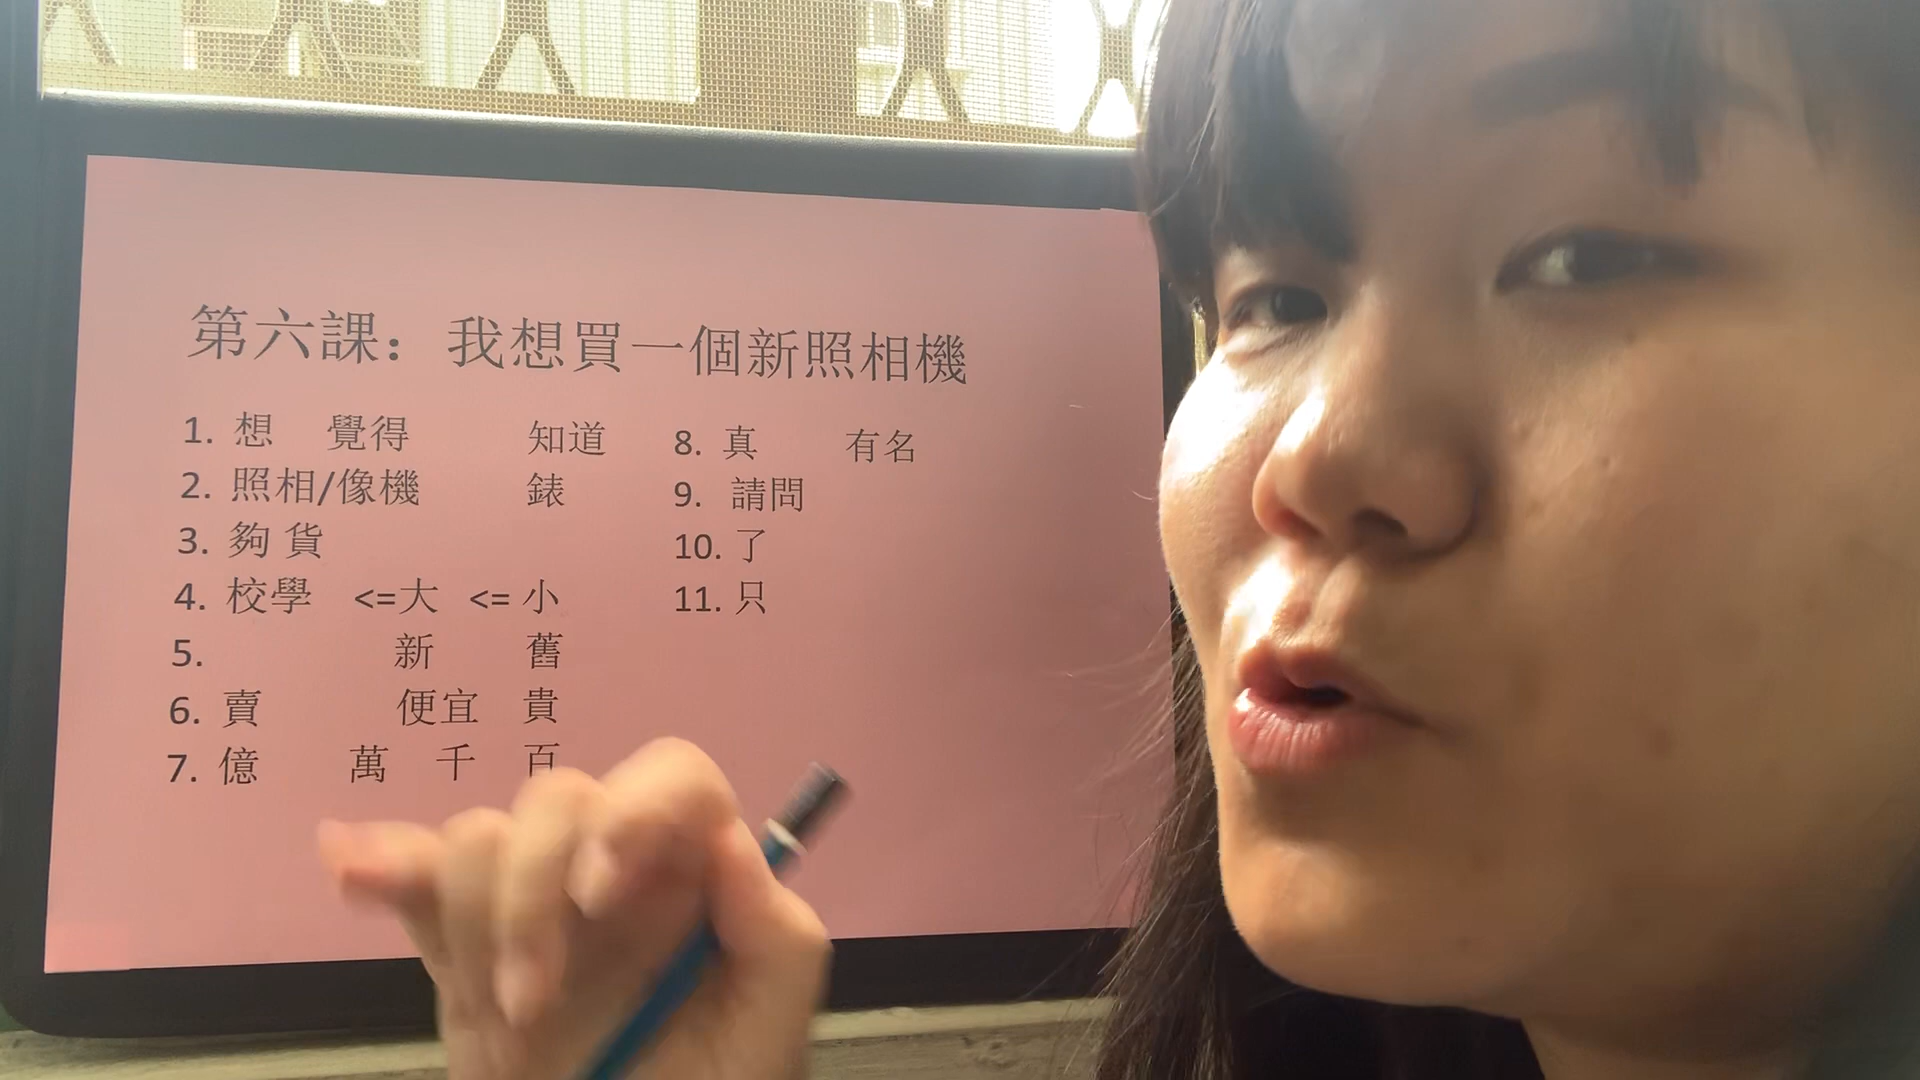 第六課：我想買一個新照相機
1. 想 覺得 知道
2. 照相/像機 錶
3. 夠 貨
4. 校學 <=大 <= 小
5. 新 舊
6. 賣 便宜 貴
7. 億 萬 千 百
8. 真 有名
9. 請問
10. 了
11. 只